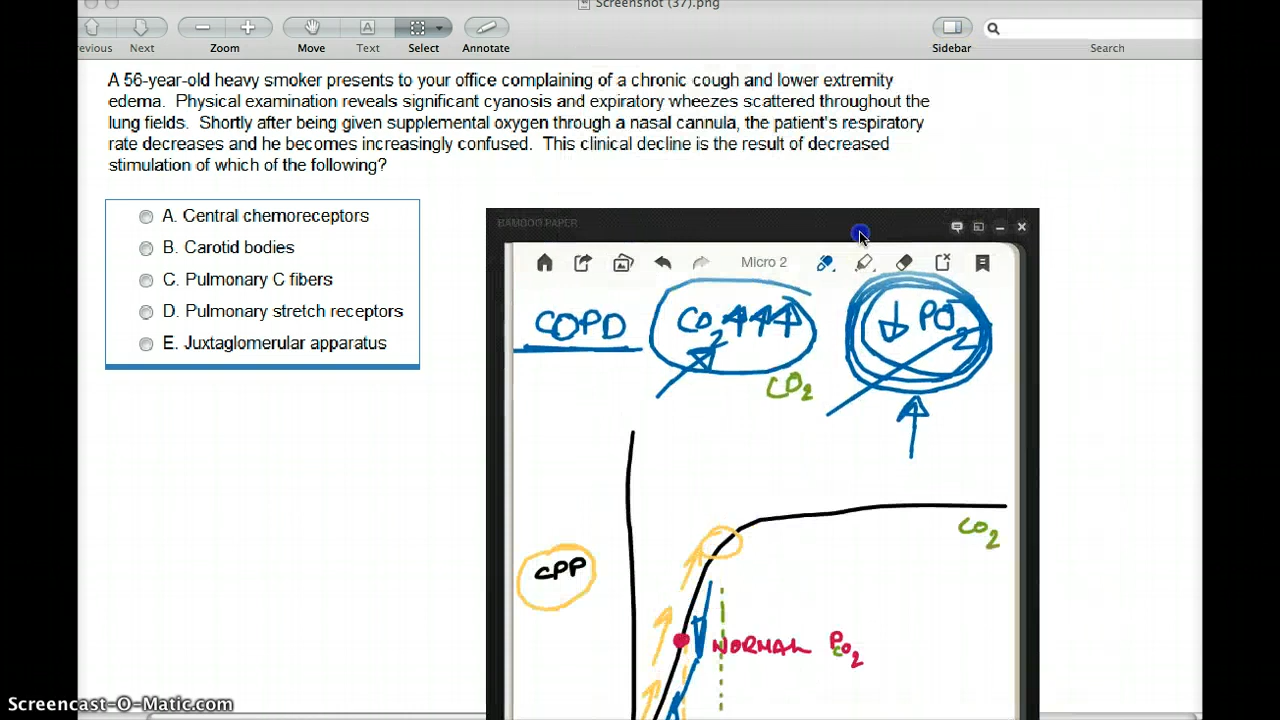 Screenshot (37).png
evious Next Zoom Move Text Select Annotate Sidebar Search
A 56-year-old heavy smoker presents to your office complaining of a chronic cough and lower extremity
edema. Physical examination reveals significant cyanosis and expiratory wheezes scattered throughout the
lung fields. Shortly after being given supplemental oxygen through a nasal cannula, the patient's respiratory
rate decreases and he becomes increasingly confused. This clinical decline is the result of decreased
stimulation of which of the following?
A. Central chemoreceptors
B. Carotid bodies
C. Pulmonary C fibers
D. Pulmonary stretch receptors
E. Juxtaglomerular apparatus
BAMBOO PAPER
Micro 2
COPD CO2↑↑↑ ↓ PO2
CO2
CO2
CPP
NORMAL PCO2
Screencast-O-Matic.com